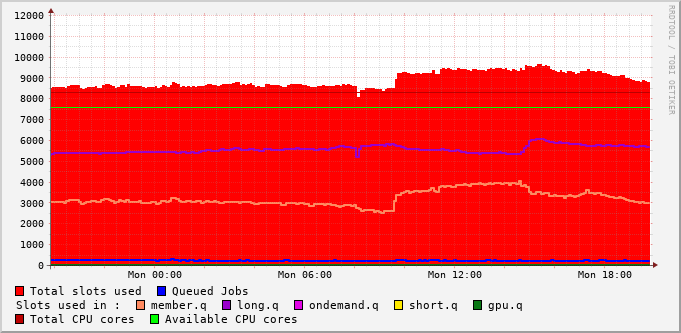 RRDTOOL / TOBI OETIKER
12000
11000
10000
9000
8000
7000
6000
5000
4000
3000
2000
1000
0
Mon 00:00 Mon 06:00 Mon 12:00 Mon 18:00
Total slots used Queued Jobs
Slots used in : member.q long.q ondemand.q short.q gpu.q
Total CPU cores Available CPU cores